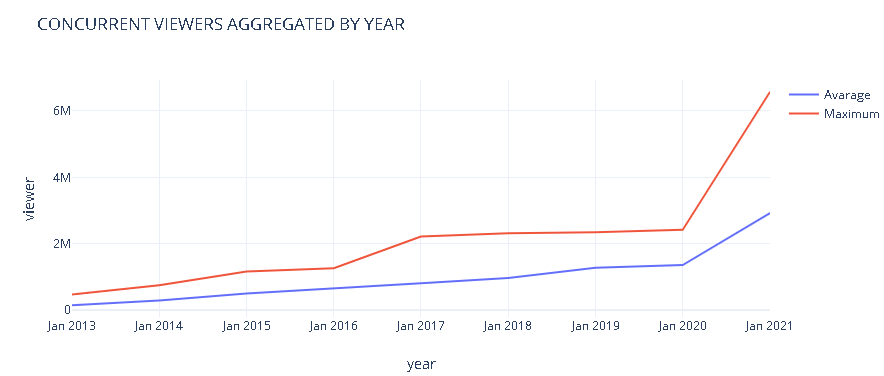 CONCURRENT VIEWERS AGGREGATED BY YEAR
Avarage
Maximum
6M
4M
2M
0
viewer
Jan 2013
Jan 2014
Jan 2015
Jan 2016
Jan 2017
Jan 2018
Jan 2019
Jan 2020
Jan 2021
year